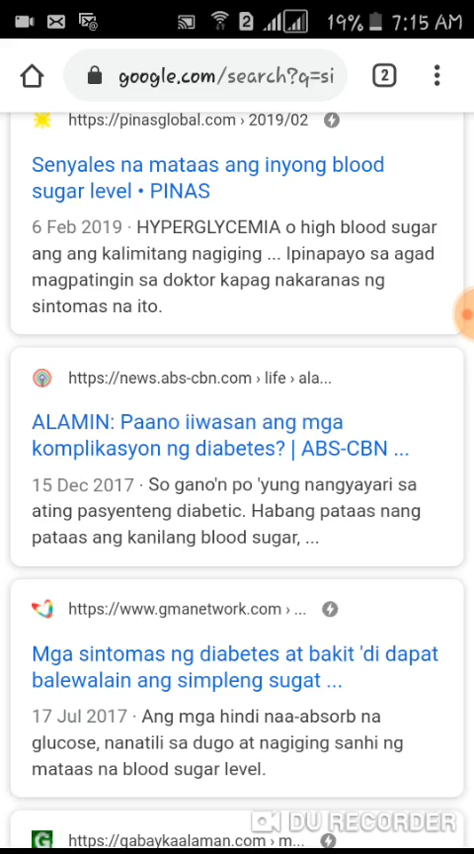 2 19% 7:15 AM
google.com/search?q=si 2
https://pinasglobal.com › 2019/02
Senyales na mataas ang inyong blood
sugar level • PINAS
6 Feb 2019 · HYPERGLYCEMIA o high blood sugar
ang ang kalimitang nagiging ... Ipinapayo sa agad
magpatingin sa doktor kapag nakaranas ng
sintomas na ito.
https://news.abs-cbn.com › life › ala...
ALAMIN: Paano iiwasan ang mga
komplikasyon ng diabetes? | ABS-CBN ...
15 Dec 2017 · So gano'n po 'yung nangyayari sa
ating pasyenteng diabetic. Habang pataas nang
pataas ang kanilang blood sugar, ...
https://www.gmanetwork.com › ...
Mga sintomas ng diabetes at bakit 'di dapat
balewalain ang simpleng sugat ...
17 Jul 2017 · Ang mga hindi naa-absorb na
glucose, nanatili sa dugo at nagiging sanhi ng
mataas na blood sugar level.
DU RECORDER
G https://gabaykaalaman.com › m...